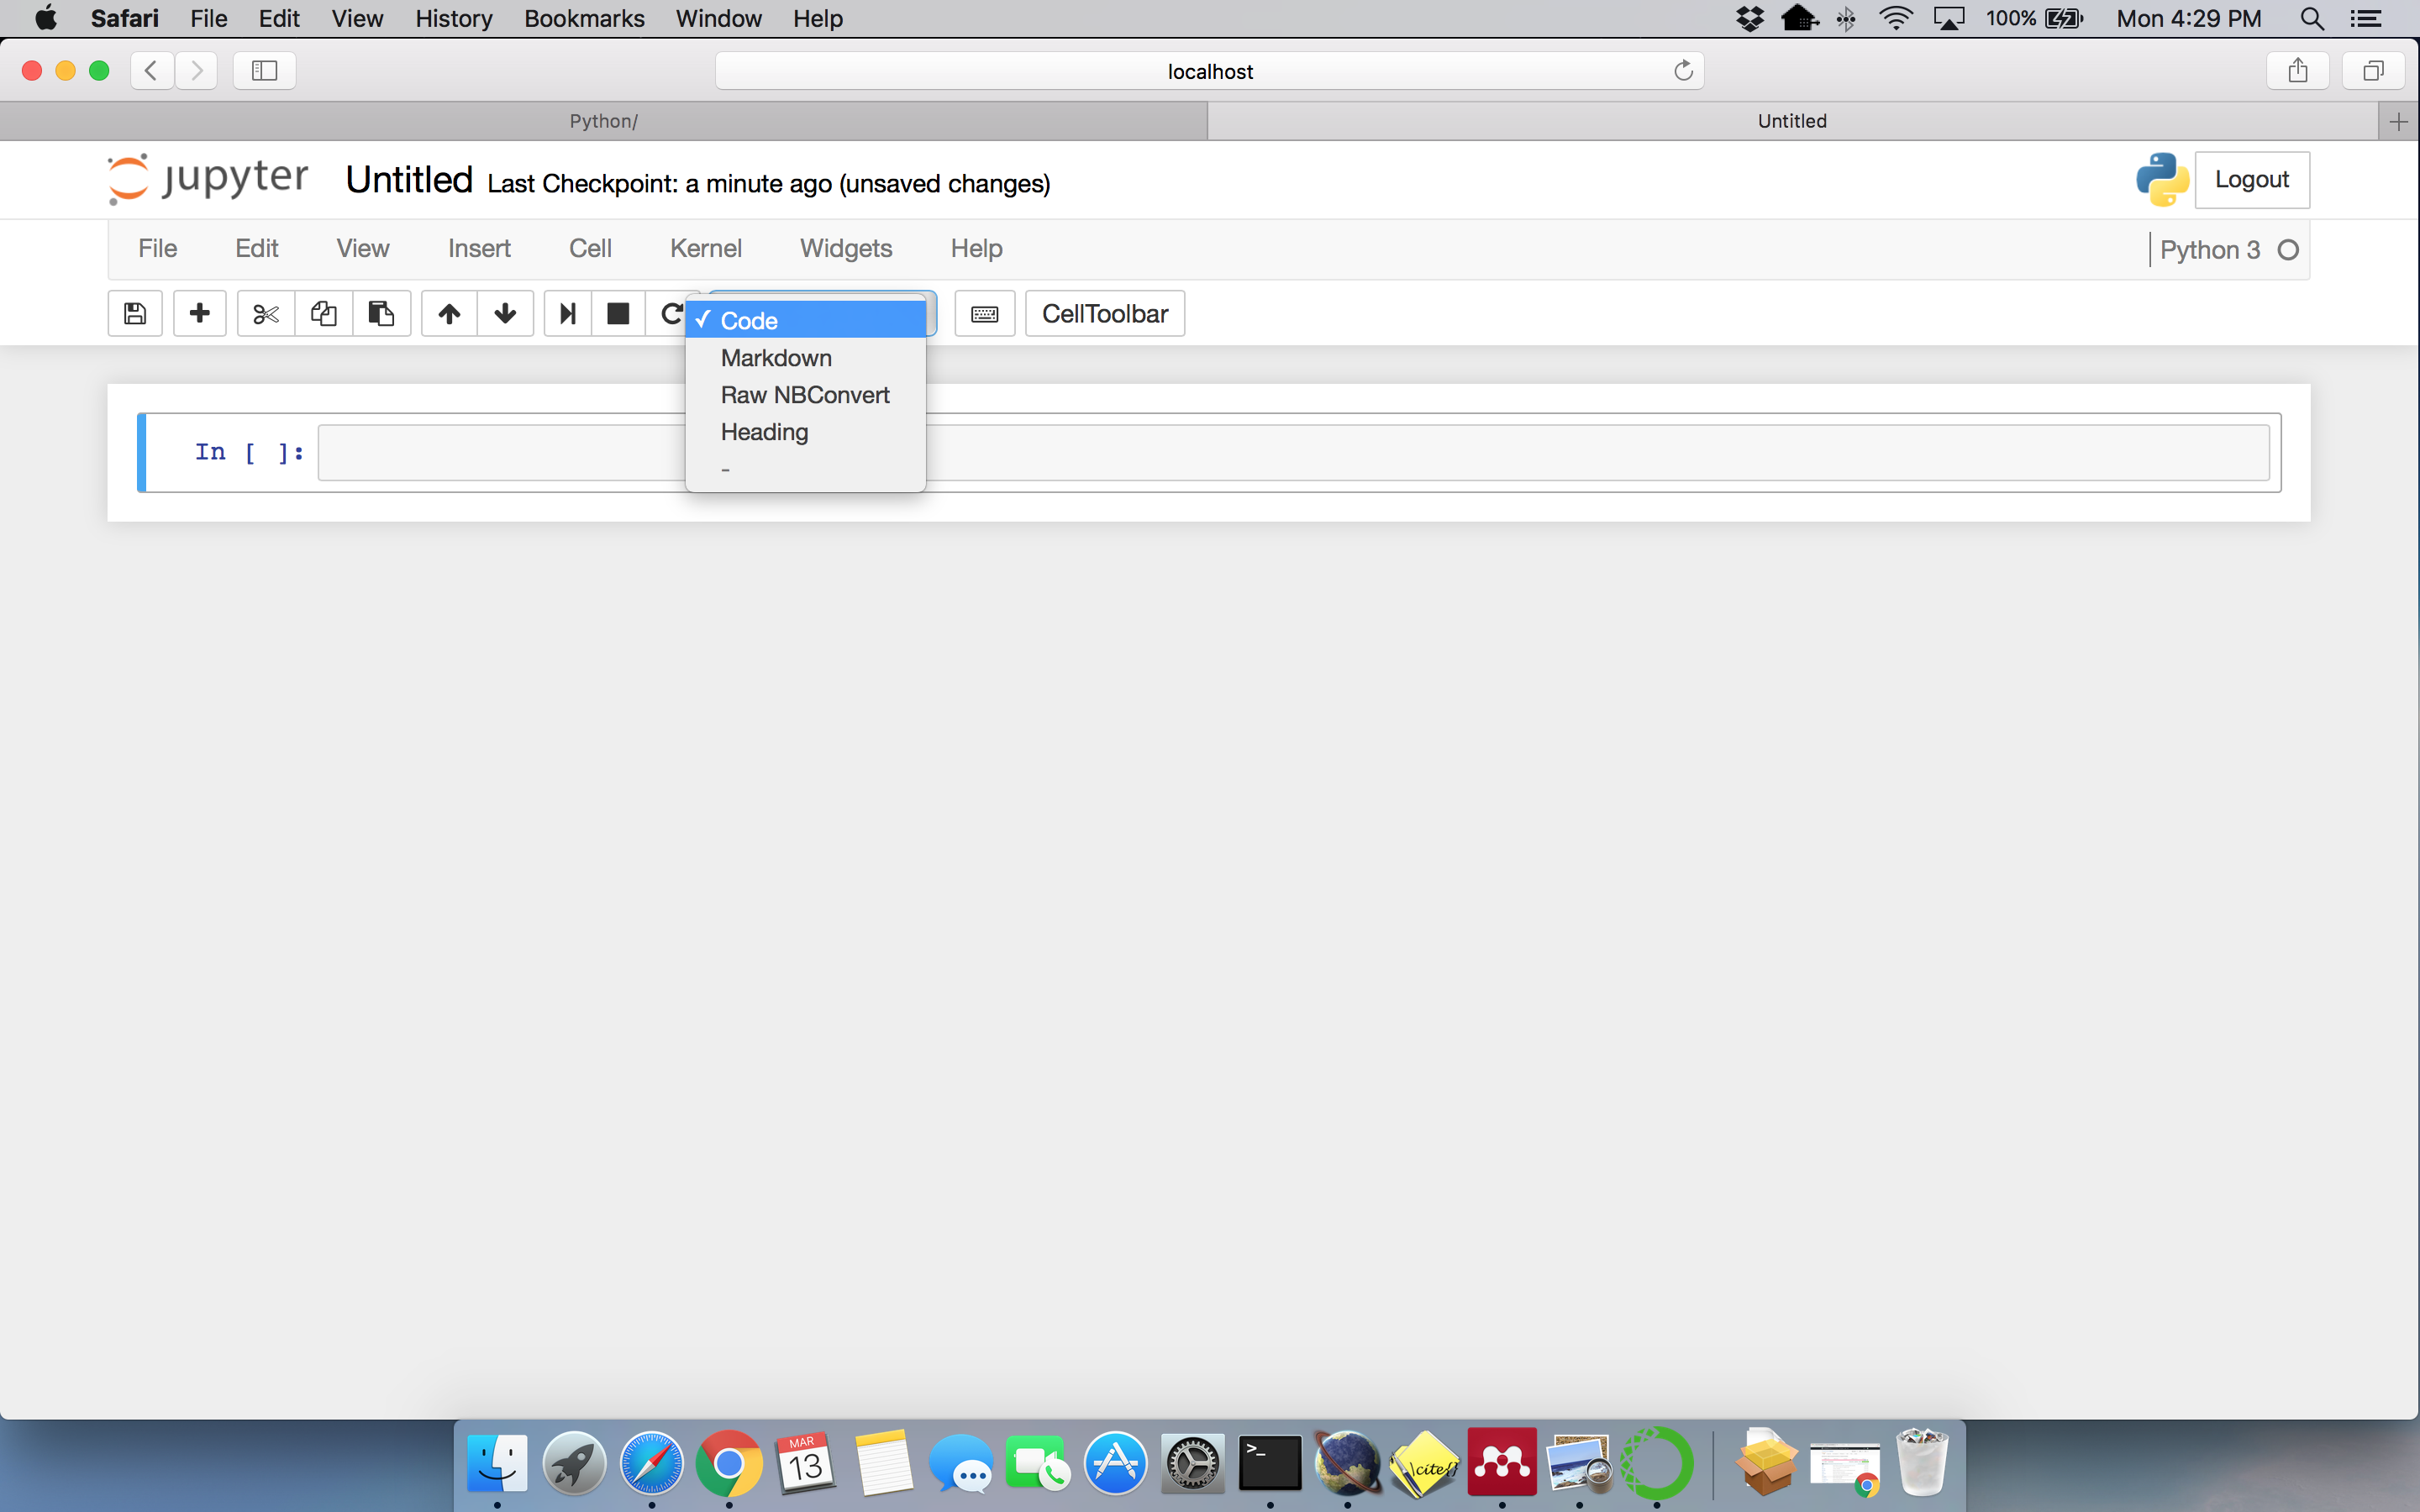 Safari File Edit View History Bookmarks Window Help 100% Mon 4:29 PM
localhost
Python/ Untitled
jupyter Untitled Last Checkpoint: a minute ago (unsaved changes) Logout
File Edit View Insert Cell Kernel Widgets Help Python 3
CellToolbar
✓ Code
Markdown
Raw NBConvert
Heading
-
In [ ]:
MAR
13
>_
\cite{}